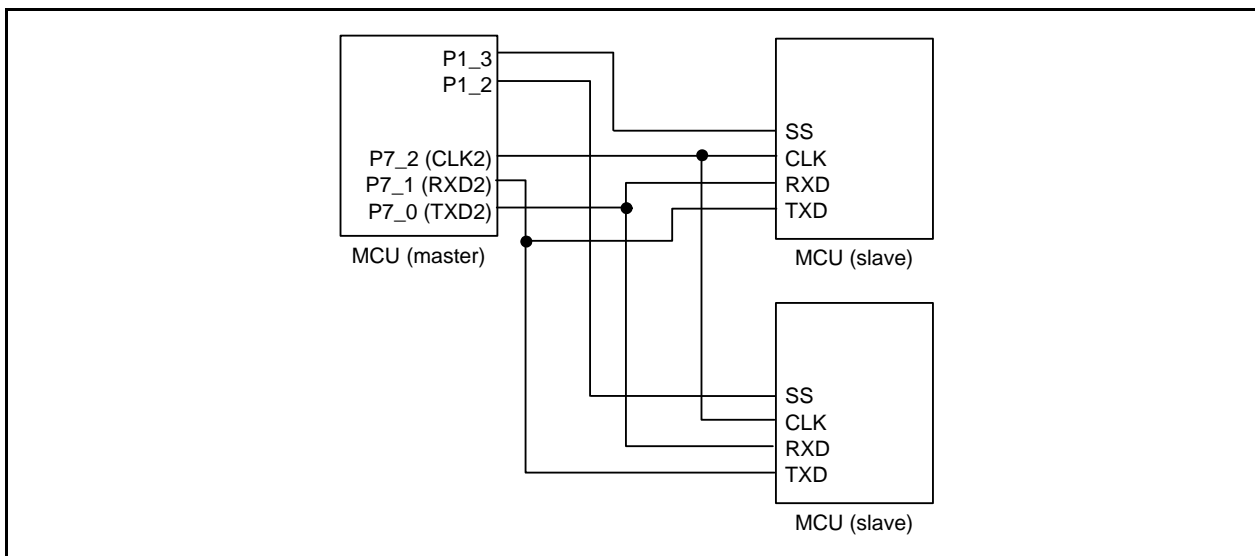 P1_3
P1_2
P7_2 (CLK2)
P7_1 (RXD2)
P7_0 (TXD2)
MCU (master)
SS
CLK
RXD
TXD
MCU (slave)
SS
CLK
RXD
TXD
MCU (slave)